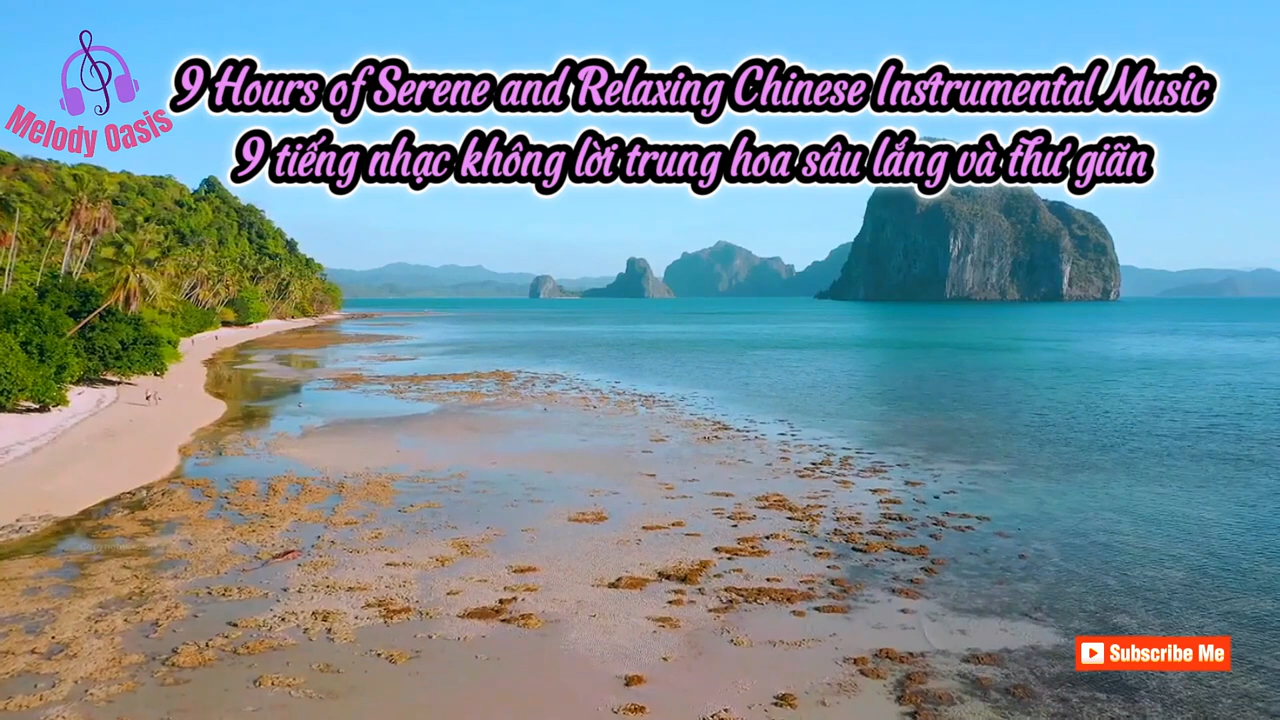 Melody Oasis
9 Hours of Serene and Relaxing Chinese Instrumental Music
9 tiếng nhạc không lời trung hoa sâu lắng và thư giãn
Subscribe Me